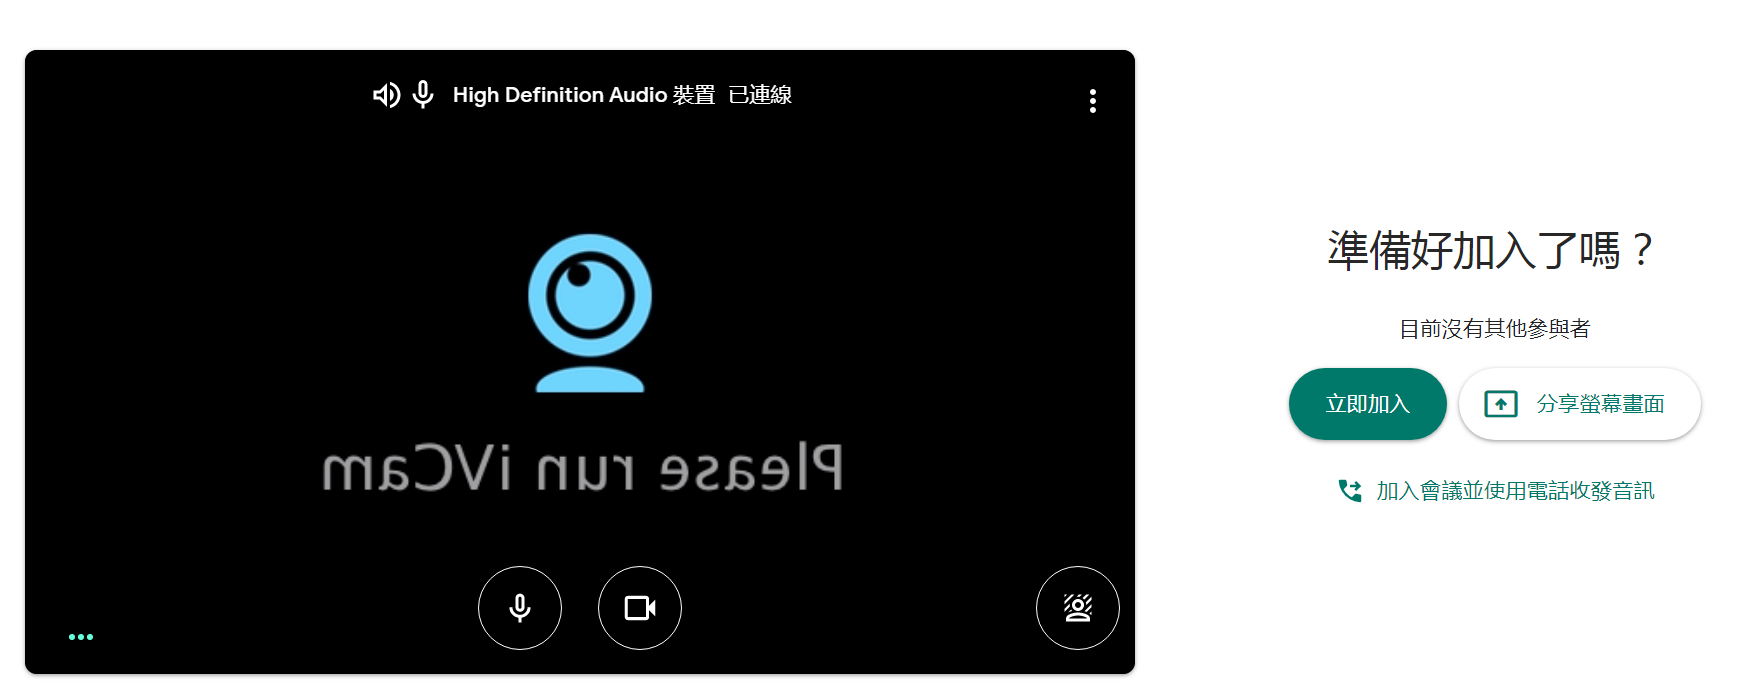 High Definition Audio 裝置 已連線
Please run iVCam
準備好加入了嗎？
目前沒有其他參與者
立即加入
分享螢幕畫面
加入會議並使用電話收發音訊